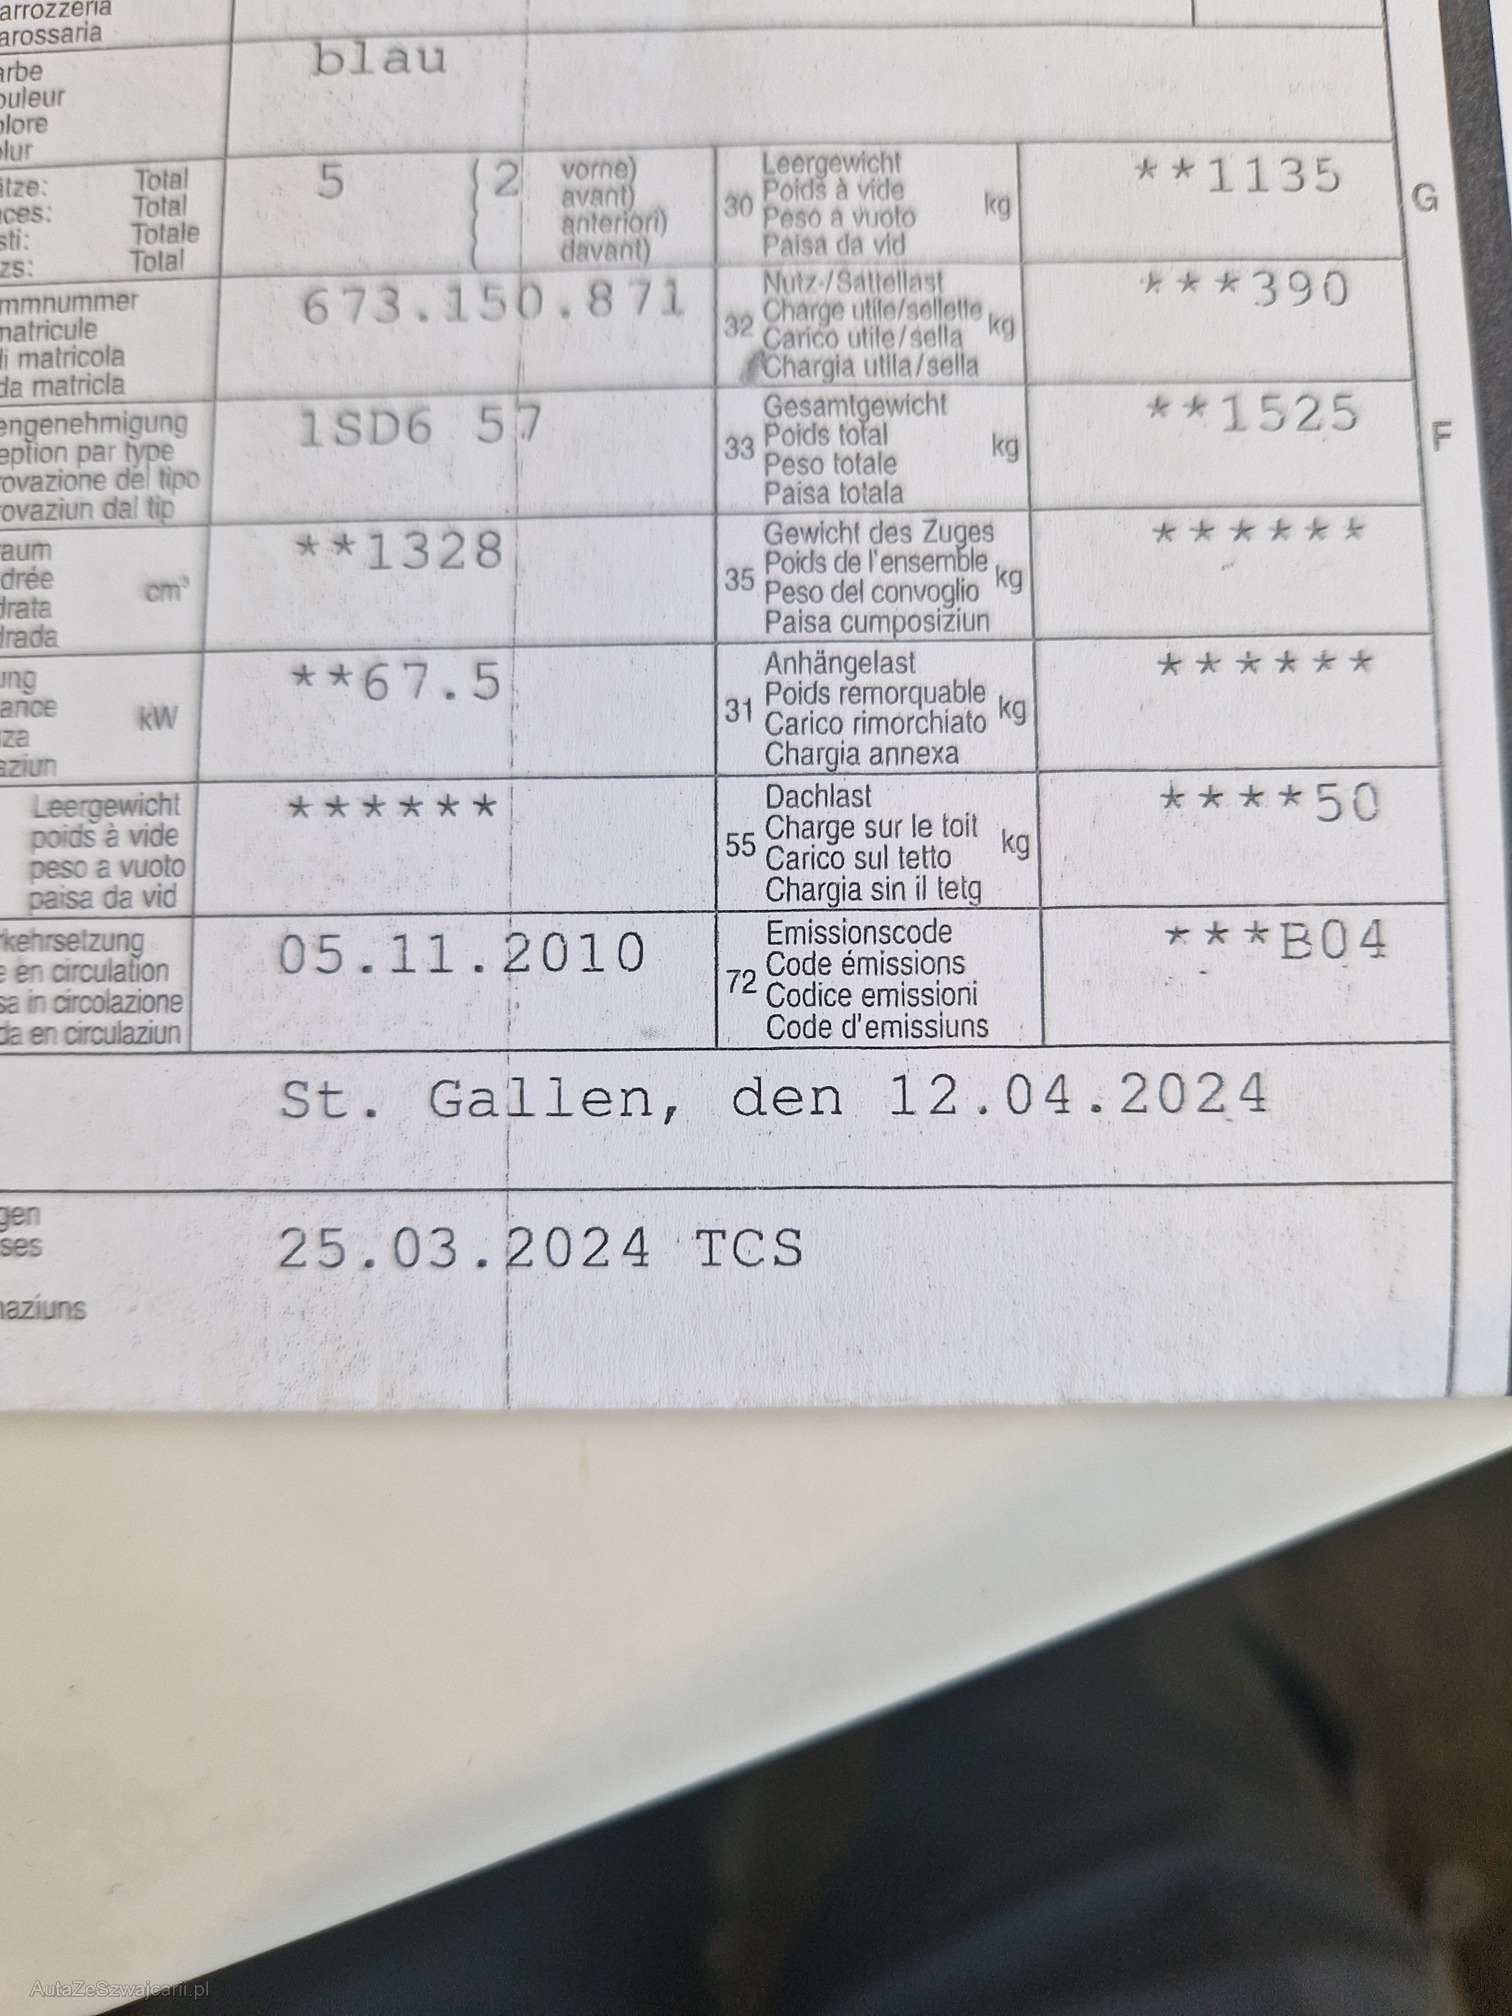 arrozzeria
arossaria
arbe
ouleur
olore
olur
blau
ätze: Total
ces: Total
sti: Totale
zs: Total
5 (2 vorne)
avant)
anteriori)
davant)
30 Leergewicht
Poids à vide
Peso a vuoto
Paisa da vid
kg
**1135
G
mmnummer
matricule
di matricola
da matricla
673.150.871
32 Nutz-/Sattellast
Charge utile/sellette
Carico utile/sella
Chargia utila/sella
kg
***390
engenehmigung
eption par type
rovazione del tipo
rovaziun dal tip
1SD6 57
33 Gesamtgewicht
Poids total
Peso totale
Paisa totala
kg
**1525
F
raum
drée
drata
drada
cm³
**1328
35 Gewicht des Zuges
Poids de l'ensemble
Peso del convoglio
Paisa cumposiziun
kg
******
ung
ance
za
aziun
kW
**67.5
31 Anhängelast
Poids remorquable
Carico rimorchiato
Chargia annexa
kg
******
Leergewicht
poids à vide
peso a vuoto
paisa da vid
******
55 Dachlast
Charge sur le toit
Carico sul tetto
Chargia sin il tetg
kg
****50
rkehrsetzung
e en circulation
sa in circolazione
da en circulaziun
05.11.2010
72 Emissionscode
Code émissions
Codice emissioni
Code d'emissiuns
***B04
St. Gallen, den 12.04.2024
gen
ses
naziuns
25.03.2024 TCS
AutaZeSzwajcarii.pl